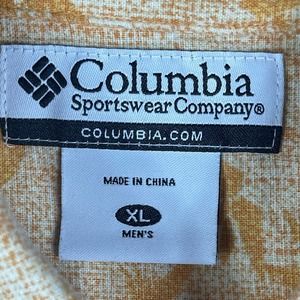 Columbia
Sportswear Company®
COLUMBIA.COM
MADE IN CHINA
XL
MEN'S